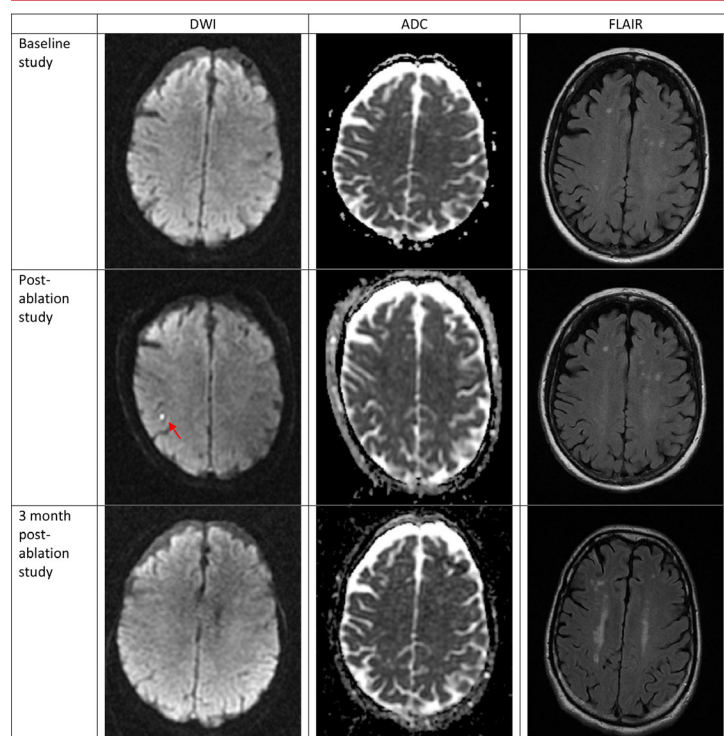 DWI ADC FLAIR
Baseline
study
Post-
ablation
study
3 month
post-
ablation
study